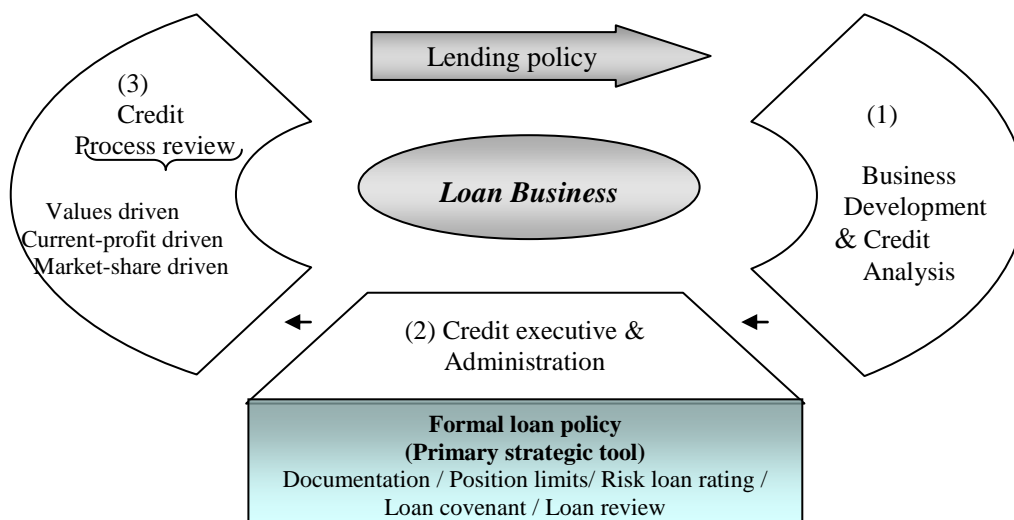 Lending policy
(3)
Credit
Process review
Values driven
Current-profit driven
Market-share driven
Loan Business
(1)
Business
Development
& Credit
Analysis
(2) Credit executive &
Administration
Formal loan policy
(Primary strategic tool)
Documentation / Position limits/ Risk loan rating /
Loan covenant / Loan review